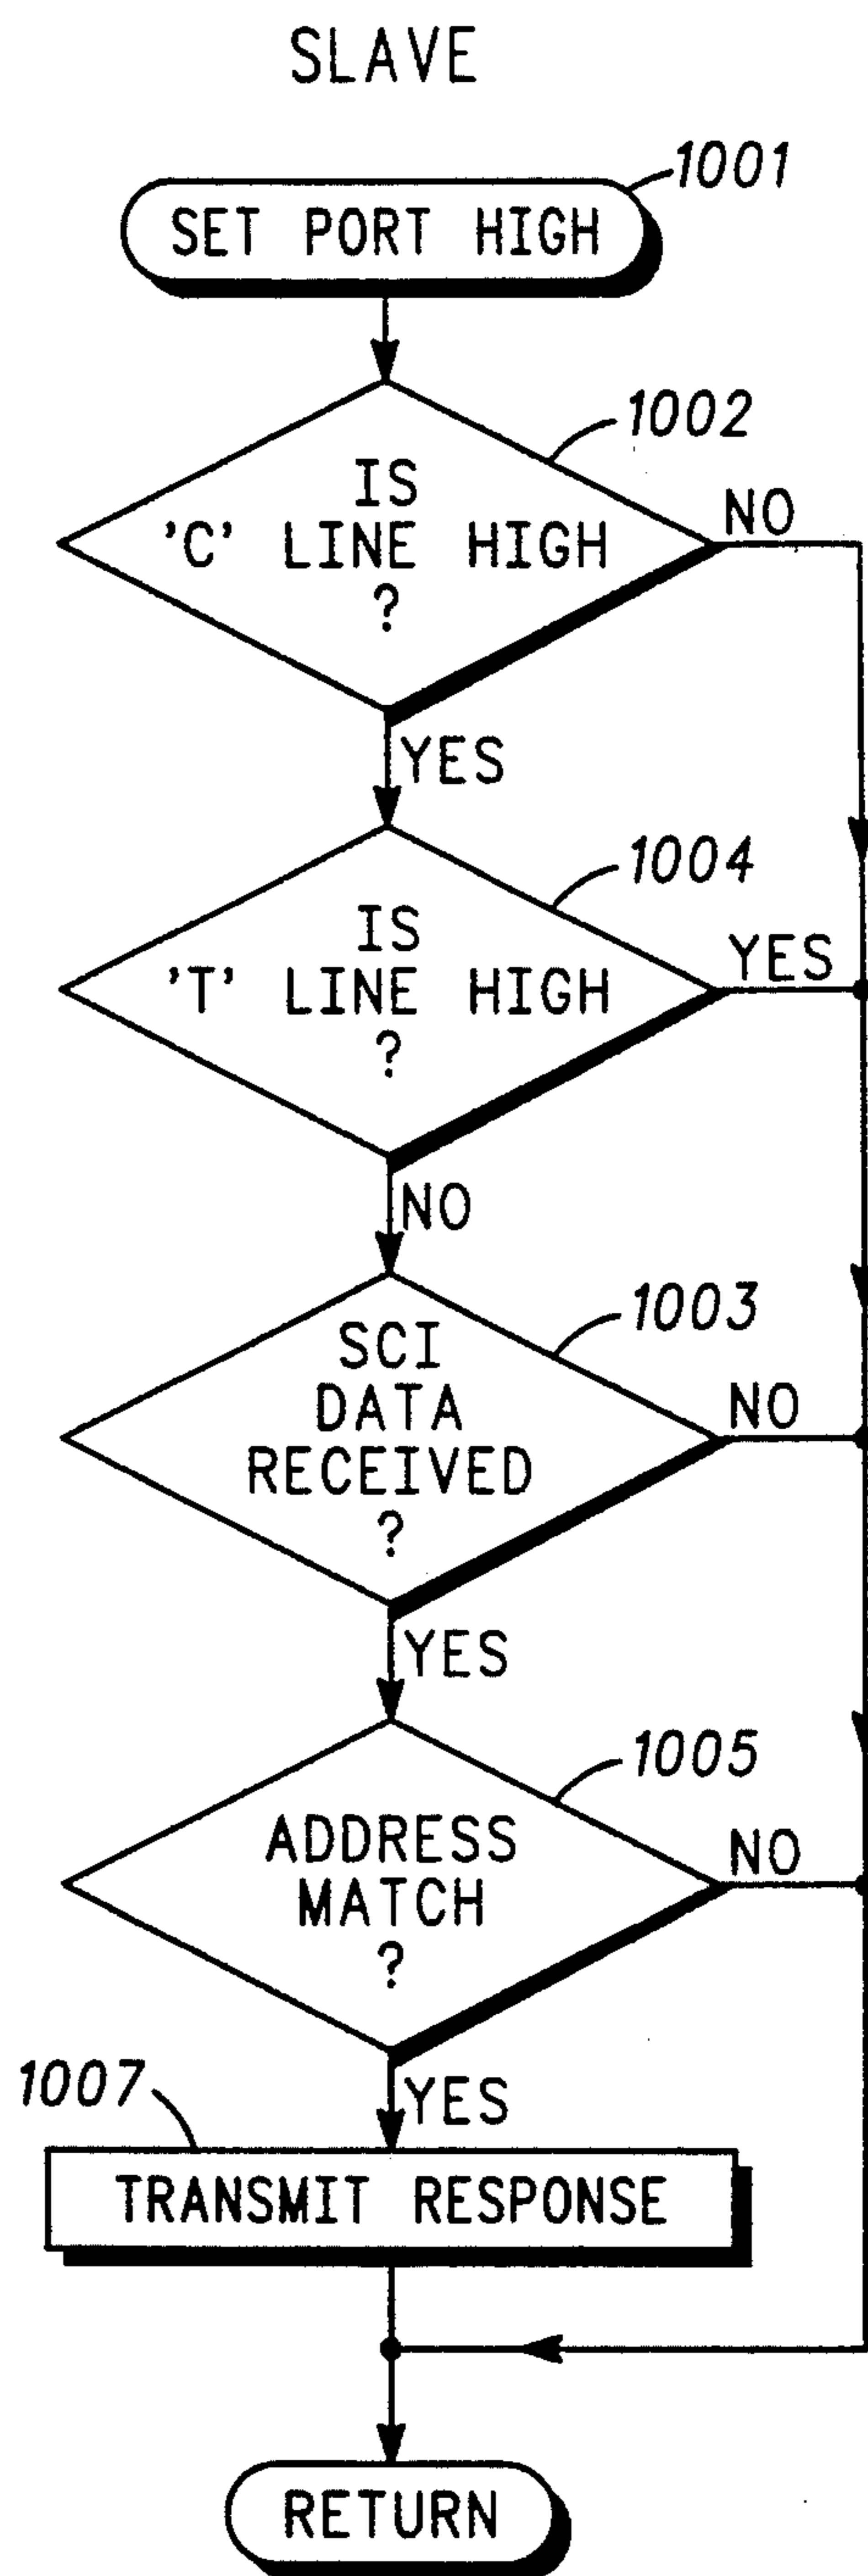 SLAVE
1001
SET PORT HIGH
1002
IS
'C' LINE HIGH
?
NO
YES
1004
IS
'T' LINE HIGH
?
YES
NO
1003
SCI
DATA
RECEIVED
?
NO
YES
1005
ADDRESS
MATCH
?
NO
1007
YES
TRANSMIT RESPONSE
RETURN